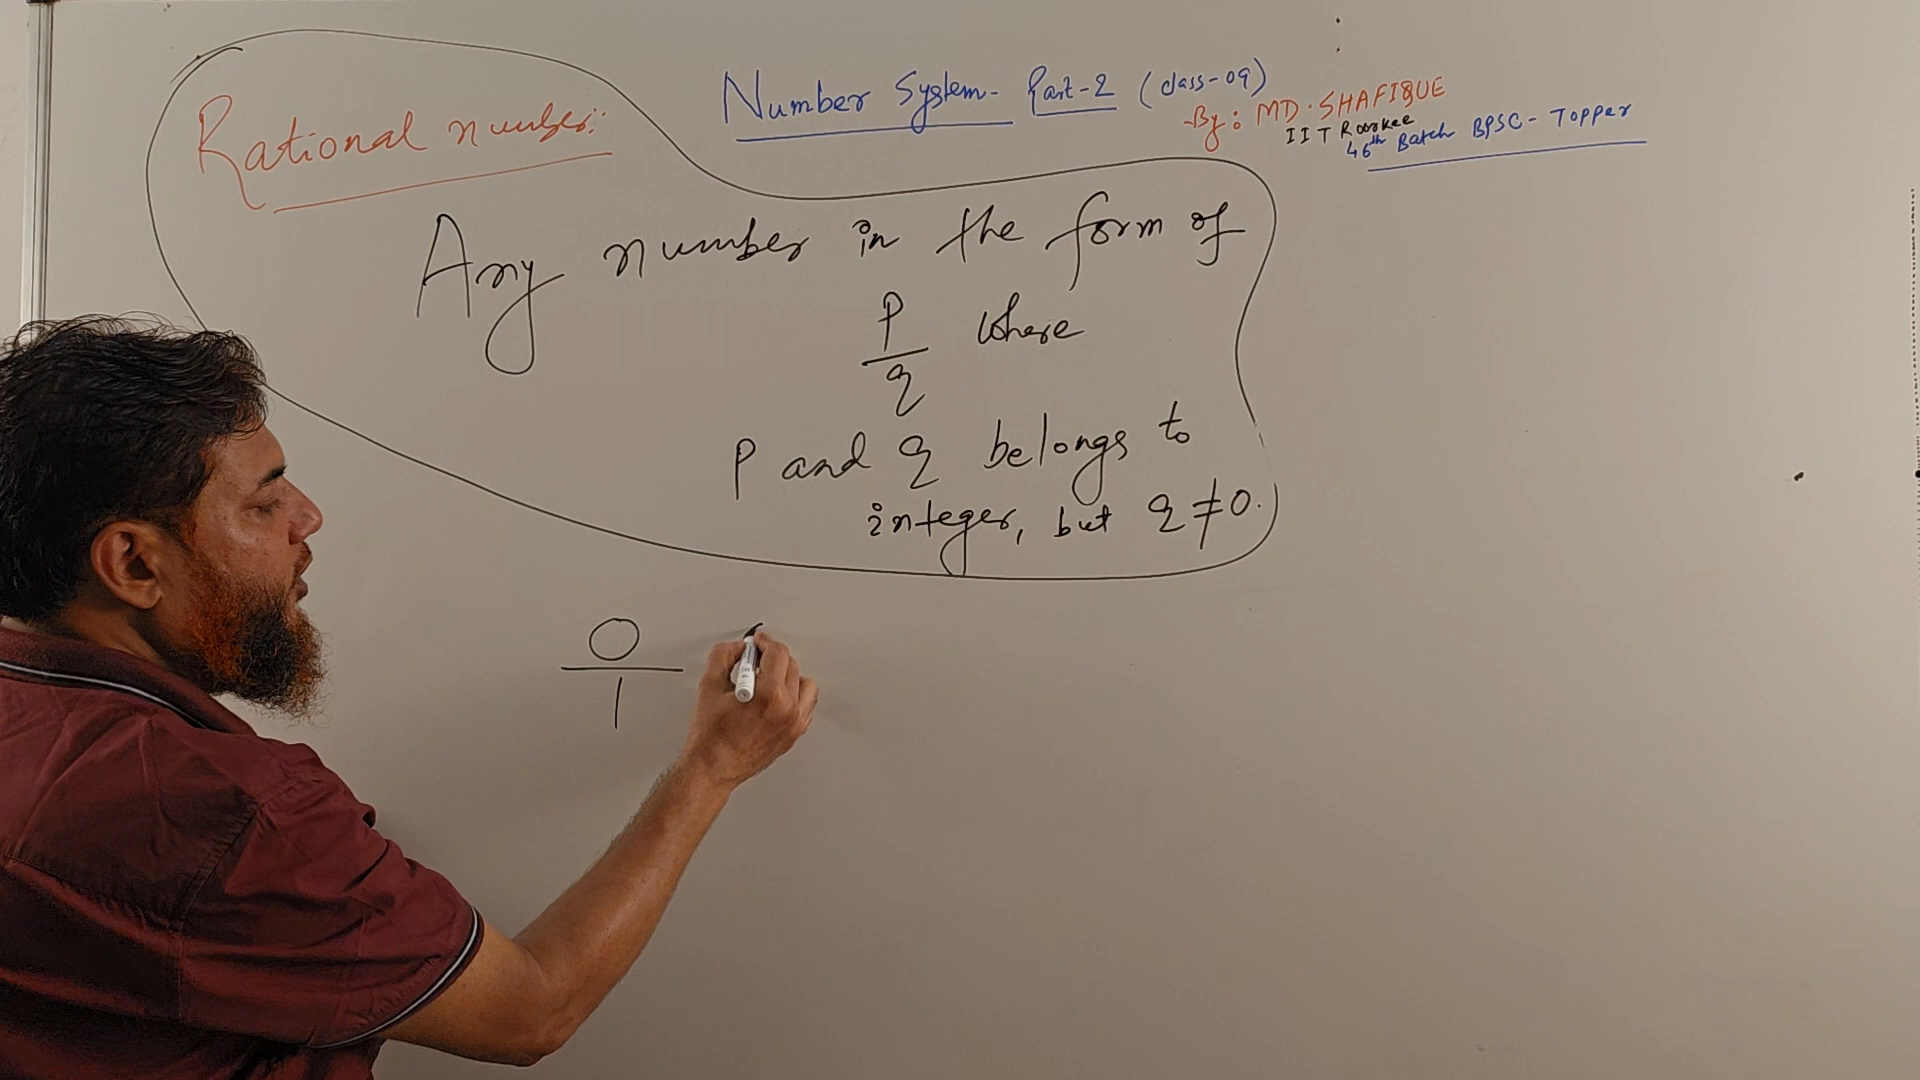 Number System- Part-2 (class-09)
-By: MD. SHAFIQUE
IIT Roorkee
46th Batch BPSC - Topper
Rational number:
Any number in the form of
P/q where
P and q belongs to
integer, but q ≠ 0.
0/1